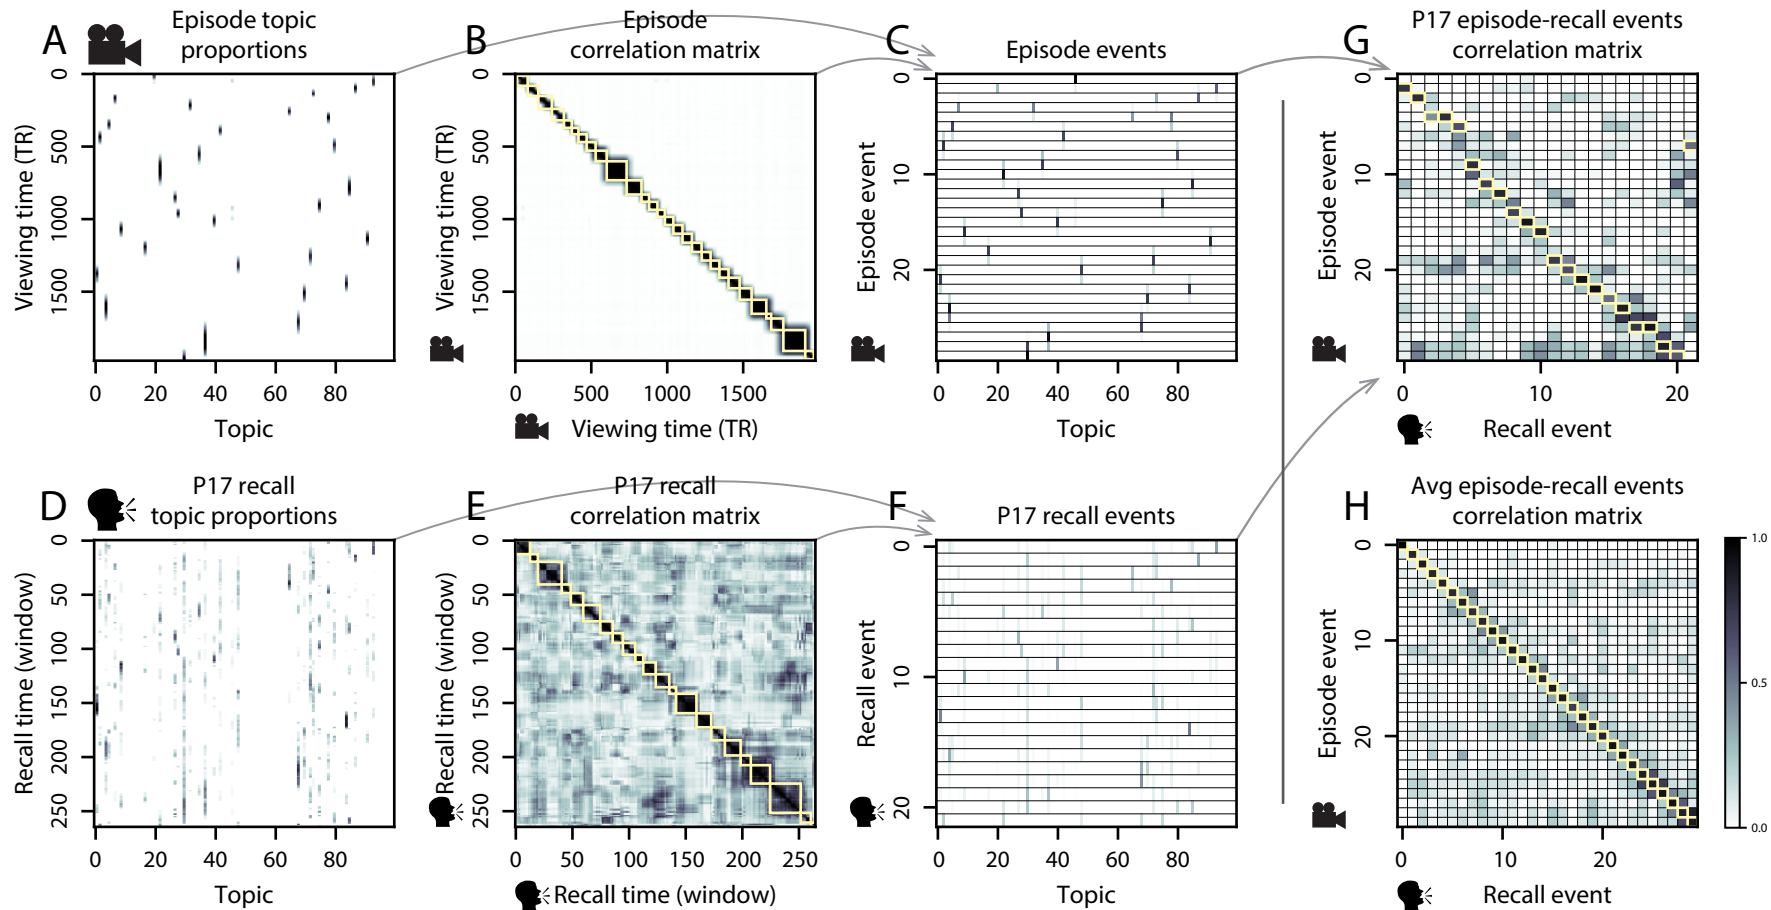 A
Episode topic
proportions
0
500
1000
1500
Viewing time (TR)
0 20 40 60 80
Topic
B
Episode
correlation matrix
0
500
1000
1500
Viewing time (TR)
0 500 1000 1500
Viewing time (TR)
C
Episode events
0
10
20
Episode event
0 20 40 60 80
Topic
G
P17 episode-recall events
correlation matrix
0
10
20
Episode event
0 10 20
Recall event
D
P17 recall
topic proportions
0
50
100
150
200
250
Recall time (window)
0 20 40 60 80
Topic
E
P17 recall
correlation matrix
0
50
100
150
200
250
Recall time (window)
0 50 100 150 200 250
Recall time (window)
F
P17 recall events
0
10
20
Recall event
0 20 40 60 80
Topic
H
Avg episode-recall events
correlation matrix
0
10
20
Episode event
0 10 20
Recall event
1.0
0.5
0.0